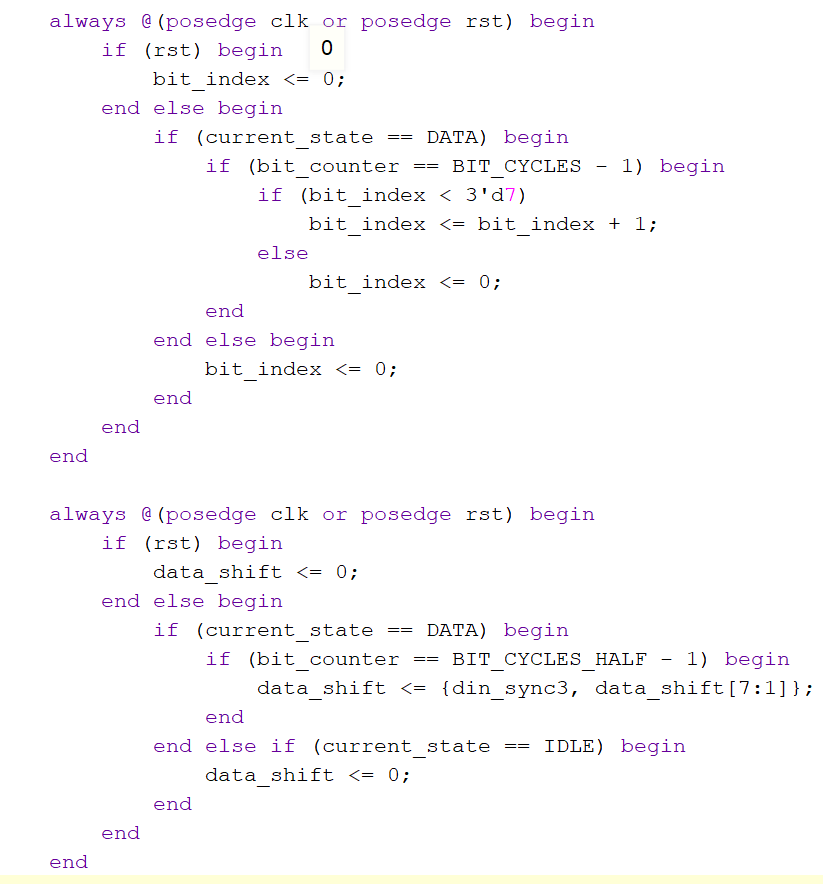 always @(posedge clk or posedge rst) begin
    if (rst) begin
0
        bit_index <= 0;
    end else begin
        if (current_state == DATA) begin
            if (bit_counter == BIT_CYCLES - 1) begin
                if (bit_index < 3'd7)
                    bit_index <= bit_index + 1;
                else
                    bit_index <= 0;
            end
        end else begin
            bit_index <= 0;
        end
    end
end

always @(posedge clk or posedge rst) begin
    if (rst) begin
        data_shift <= 0;
    end else begin
        if (current_state == DATA) begin
            if (bit_counter == BIT_CYCLES_HALF - 1) begin
                data_shift <= {din_sync3, data_shift[7:1]};
            end
        end else if (current_state == IDLE) begin
            data_shift <= 0;
        end
    end
end